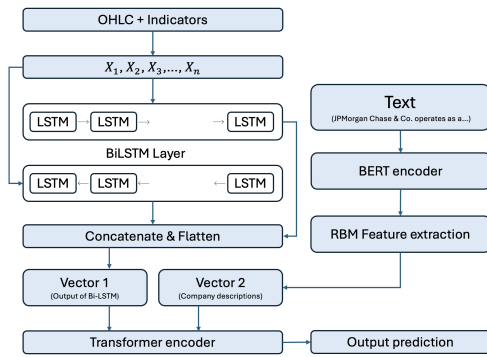 OHLC + Indicators
X₁, X₂, X₃,..., Xₙ
LSTM LSTM LSTM
BiLSTM Layer
LSTM LSTM LSTM
Concatenate & Flatten
Vector 1
(Output of Bi-LSTM)
Vector 2
(Company descriptions)
Transformer encoder
Text
(JPMorgan Chase & Co. operates as a...)
BERT encoder
RBM Feature extraction
Output prediction